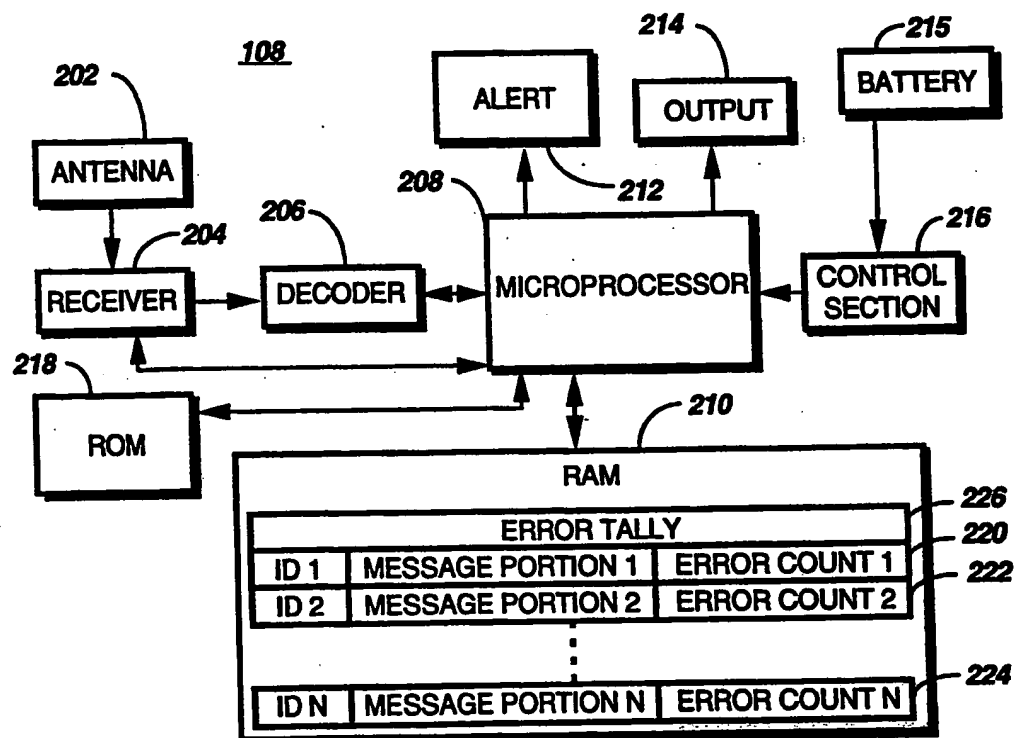 108
214
215
202
ALERT
OUTPUT
BATTERY
ANTENNA
208
212
206
216
204
RECEIVER
DECODER
MICROPROCESSOR
CONTROL
SECTION
218
ROM
210
RAM
226
ERROR TALLY
220
ID 1 MESSAGE PORTION 1 ERROR COUNT 1
222
ID 2 MESSAGE PORTION 2 ERROR COUNT 2
224
ID N MESSAGE PORTION N ERROR COUNT N